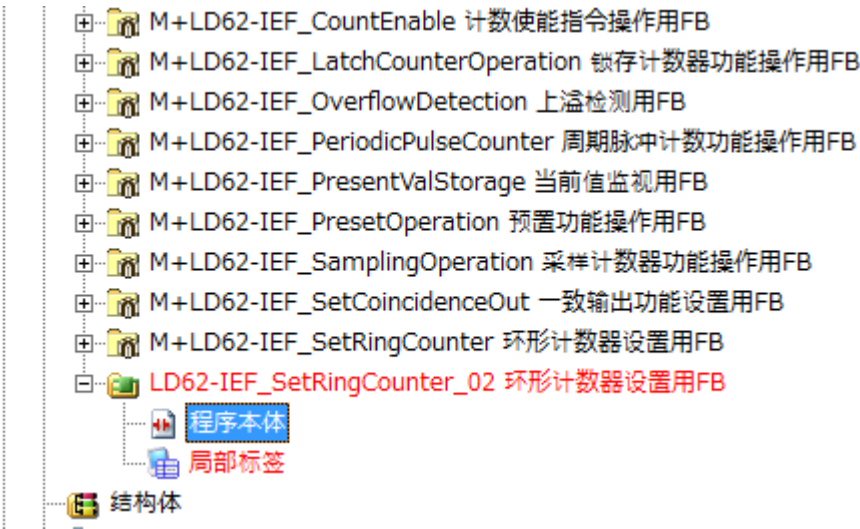 M+LD62-IEF_CountEnable 计数使能指令操作用FB
M+LD62-IEF_LatchCounterOperation 锁存计数器功能操作用FB
M+LD62-IEF_OverflowDetection 上溢检测用FB
M+LD62-IEF_PeriodicPulseCounter 周期脉冲计数功能操作用FB
M+LD62-IEF_PresentValStorage 当前值监视用FB
M+LD62-IEF_PresetOperation 预置功能操作用FB
M+LD62-IEF_SamplingOperation 采样计数器功能操作用FB
M+LD62-IEF_SetCoincidenceOut 一致输出功能设置用FB
M+LD62-IEF_SetRingCounter 环形计数器设置用FB
LD62-IEF_SetRingCounter_02 环形计数器设置用FB
程序本体
局部标签
结构体